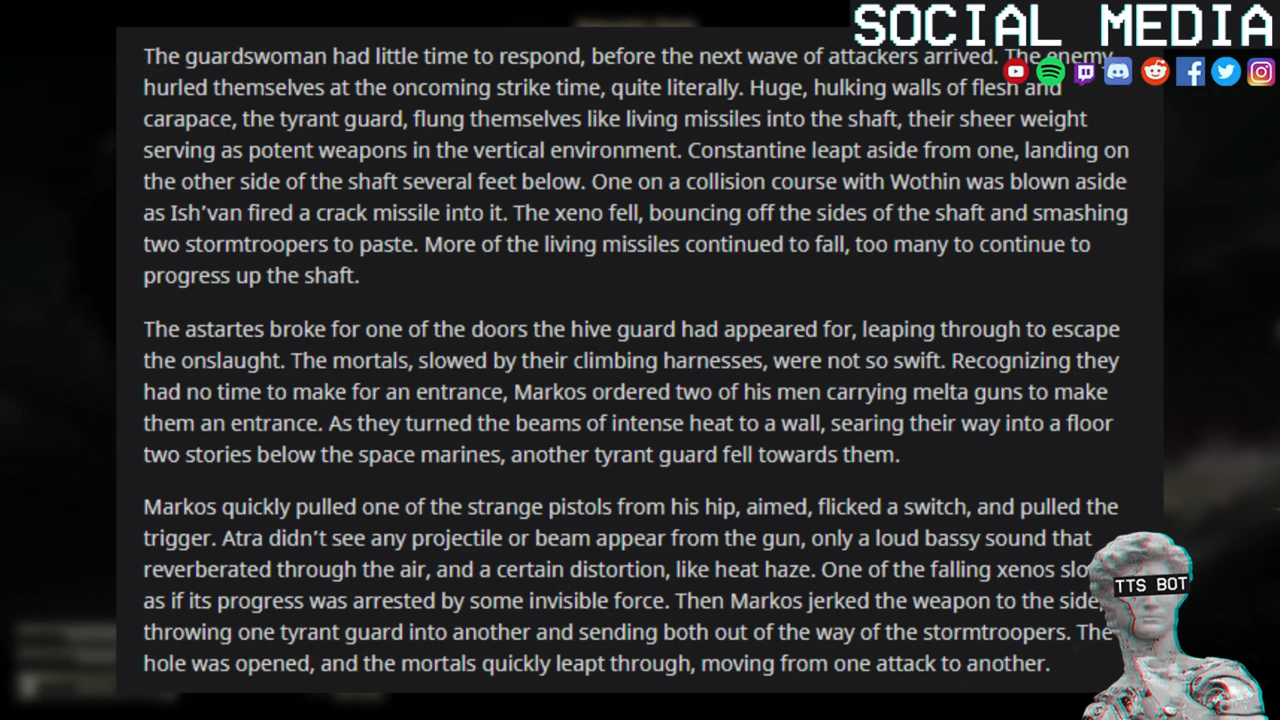 SOCIAL MEDIA
The guardswoman had little time to respond, before the next wave of attackers arrived. The enemy
hurled themselves at the oncoming strike time, quite literally. Huge, hulking walls of flesh and
carapace, the tyrant guard, flung themselves like living missiles into the shaft, their sheer weight
serving as potent weapons in the vertical environment. Constantine leapt aside from one, landing on
the other side of the shaft several feet below. One on a collision course with Wothin was blown aside
as Ish’van fired a crack missile into it. The xeno fell, bouncing off the sides of the shaft and smashing
two stormtroopers to paste. More of the living missiles continued to fall, too many to continue to
progress up the shaft.
The astartes broke for one of the doors the hive guard had appeared for, leaping through to escape
the onslaught. The mortals, slowed by their climbing harnesses, were not so swift. Recognizing they
had no time to make for an entrance, Markos ordered two of his men carrying melta guns to make
them an entrance. As they turned the beams of intense heat to a wall, searing their way into a floor
two stories below the space marines, another tyrant guard fell towards them.
Markos quickly pulled one of the strange pistols from his hip, aimed, flicked a switch, and pulled the
trigger. Atra didn’t see any projectile or beam appear from the gun, only a loud bassy sound that
reverberated through the air, and a certain distortion, like heat haze. One of the falling xenos
as if its progress was arrested by some invisible force. Then Markos jerked the weapon to the side,
throwing one tyrant guard into another and sending both out of the way of the stormtroopers. The
hole was opened, and the mortals quickly leapt through, moving from one attack to another.
TTS BOT